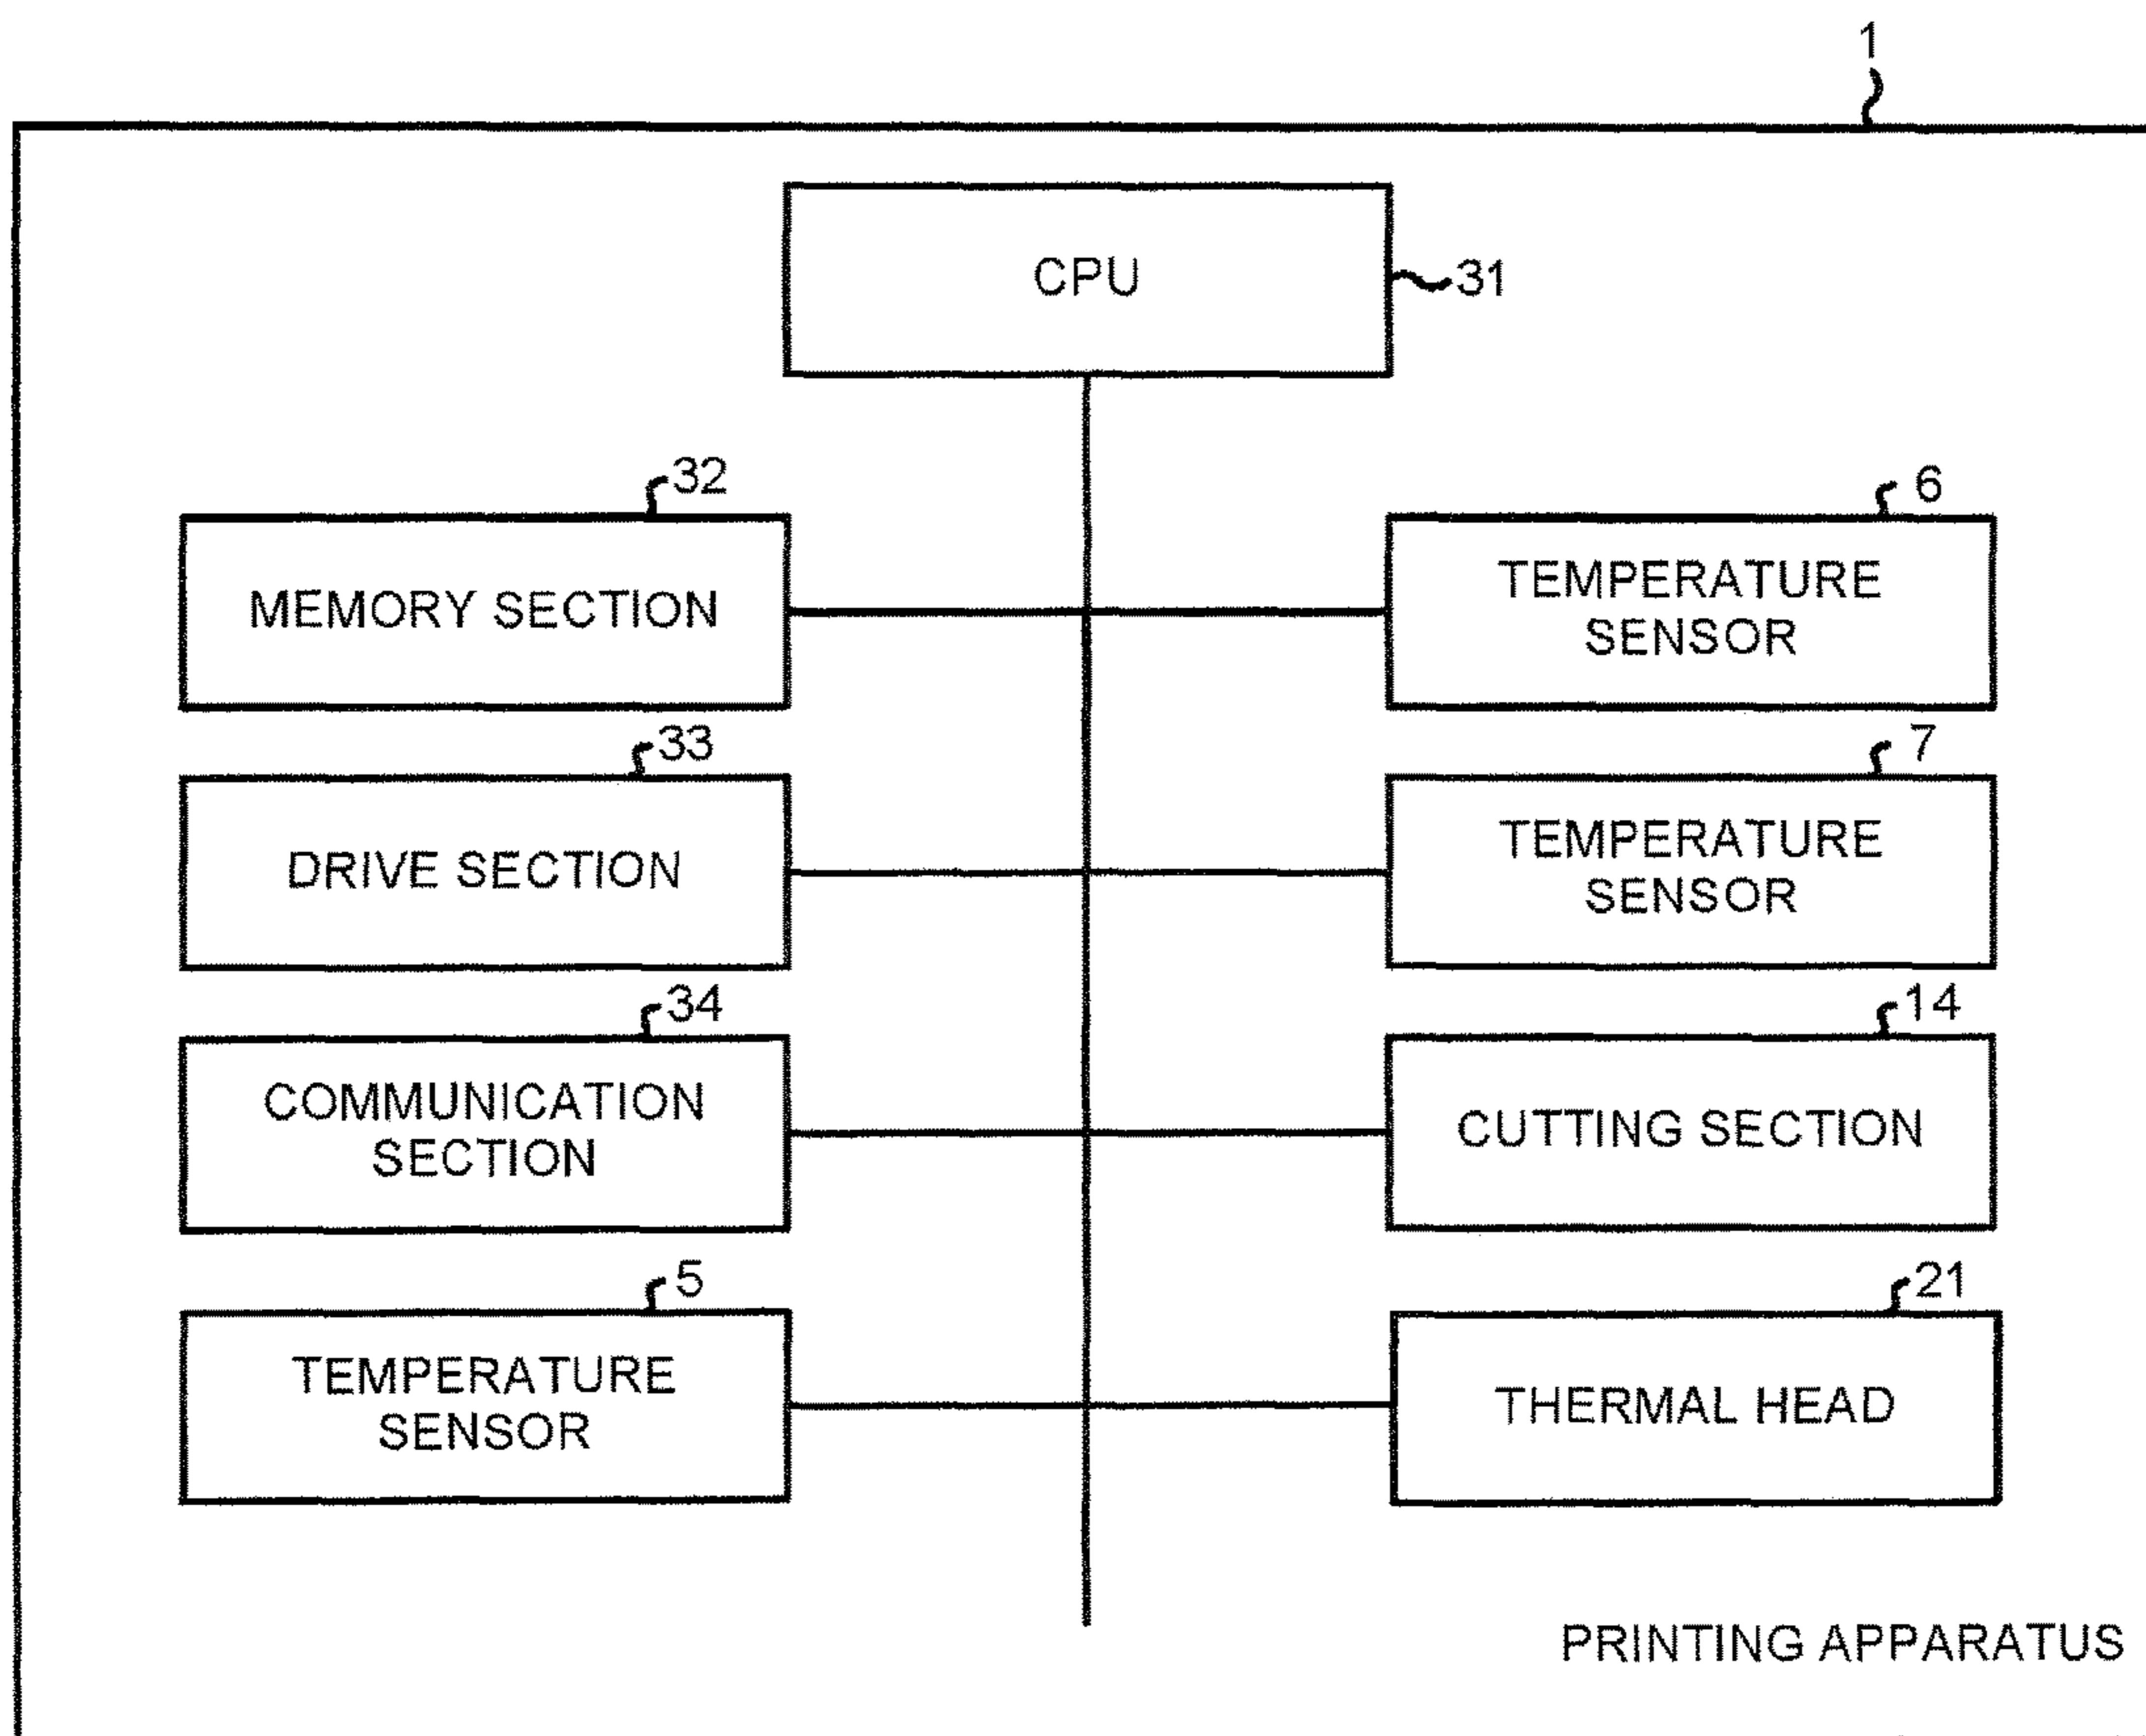 1
CPU
31
32
6
MEMORY SECTION
TEMPERATURE
SENSOR
33
7
DRIVE SECTION
TEMPERATURE
SENSOR
34
14
COMMUNICATION
SECTION
CUTTING SECTION
5
21
TEMPERATURE
SENSOR
THERMAL HEAD
PRINTING APPARATUS